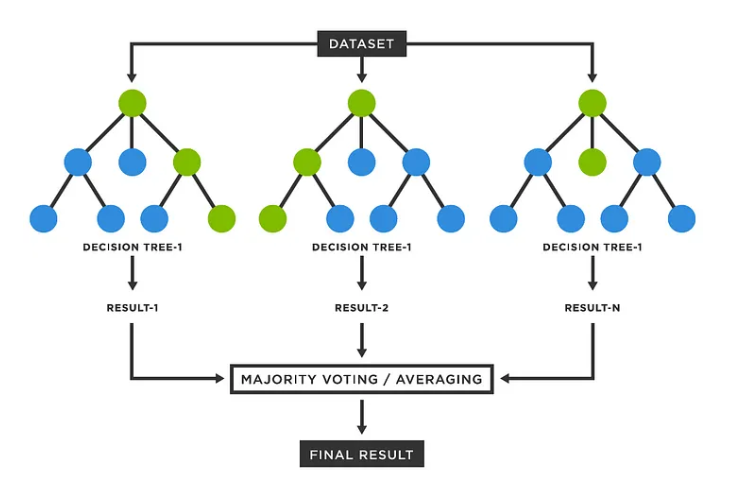 DATASET
DECISION TREE-1
DECISION TREE-1
DECISION TREE-1
RESULT-1
RESULT-2
RESULT-N
MAJORITY VOTING / AVERAGING
FINAL RESULT